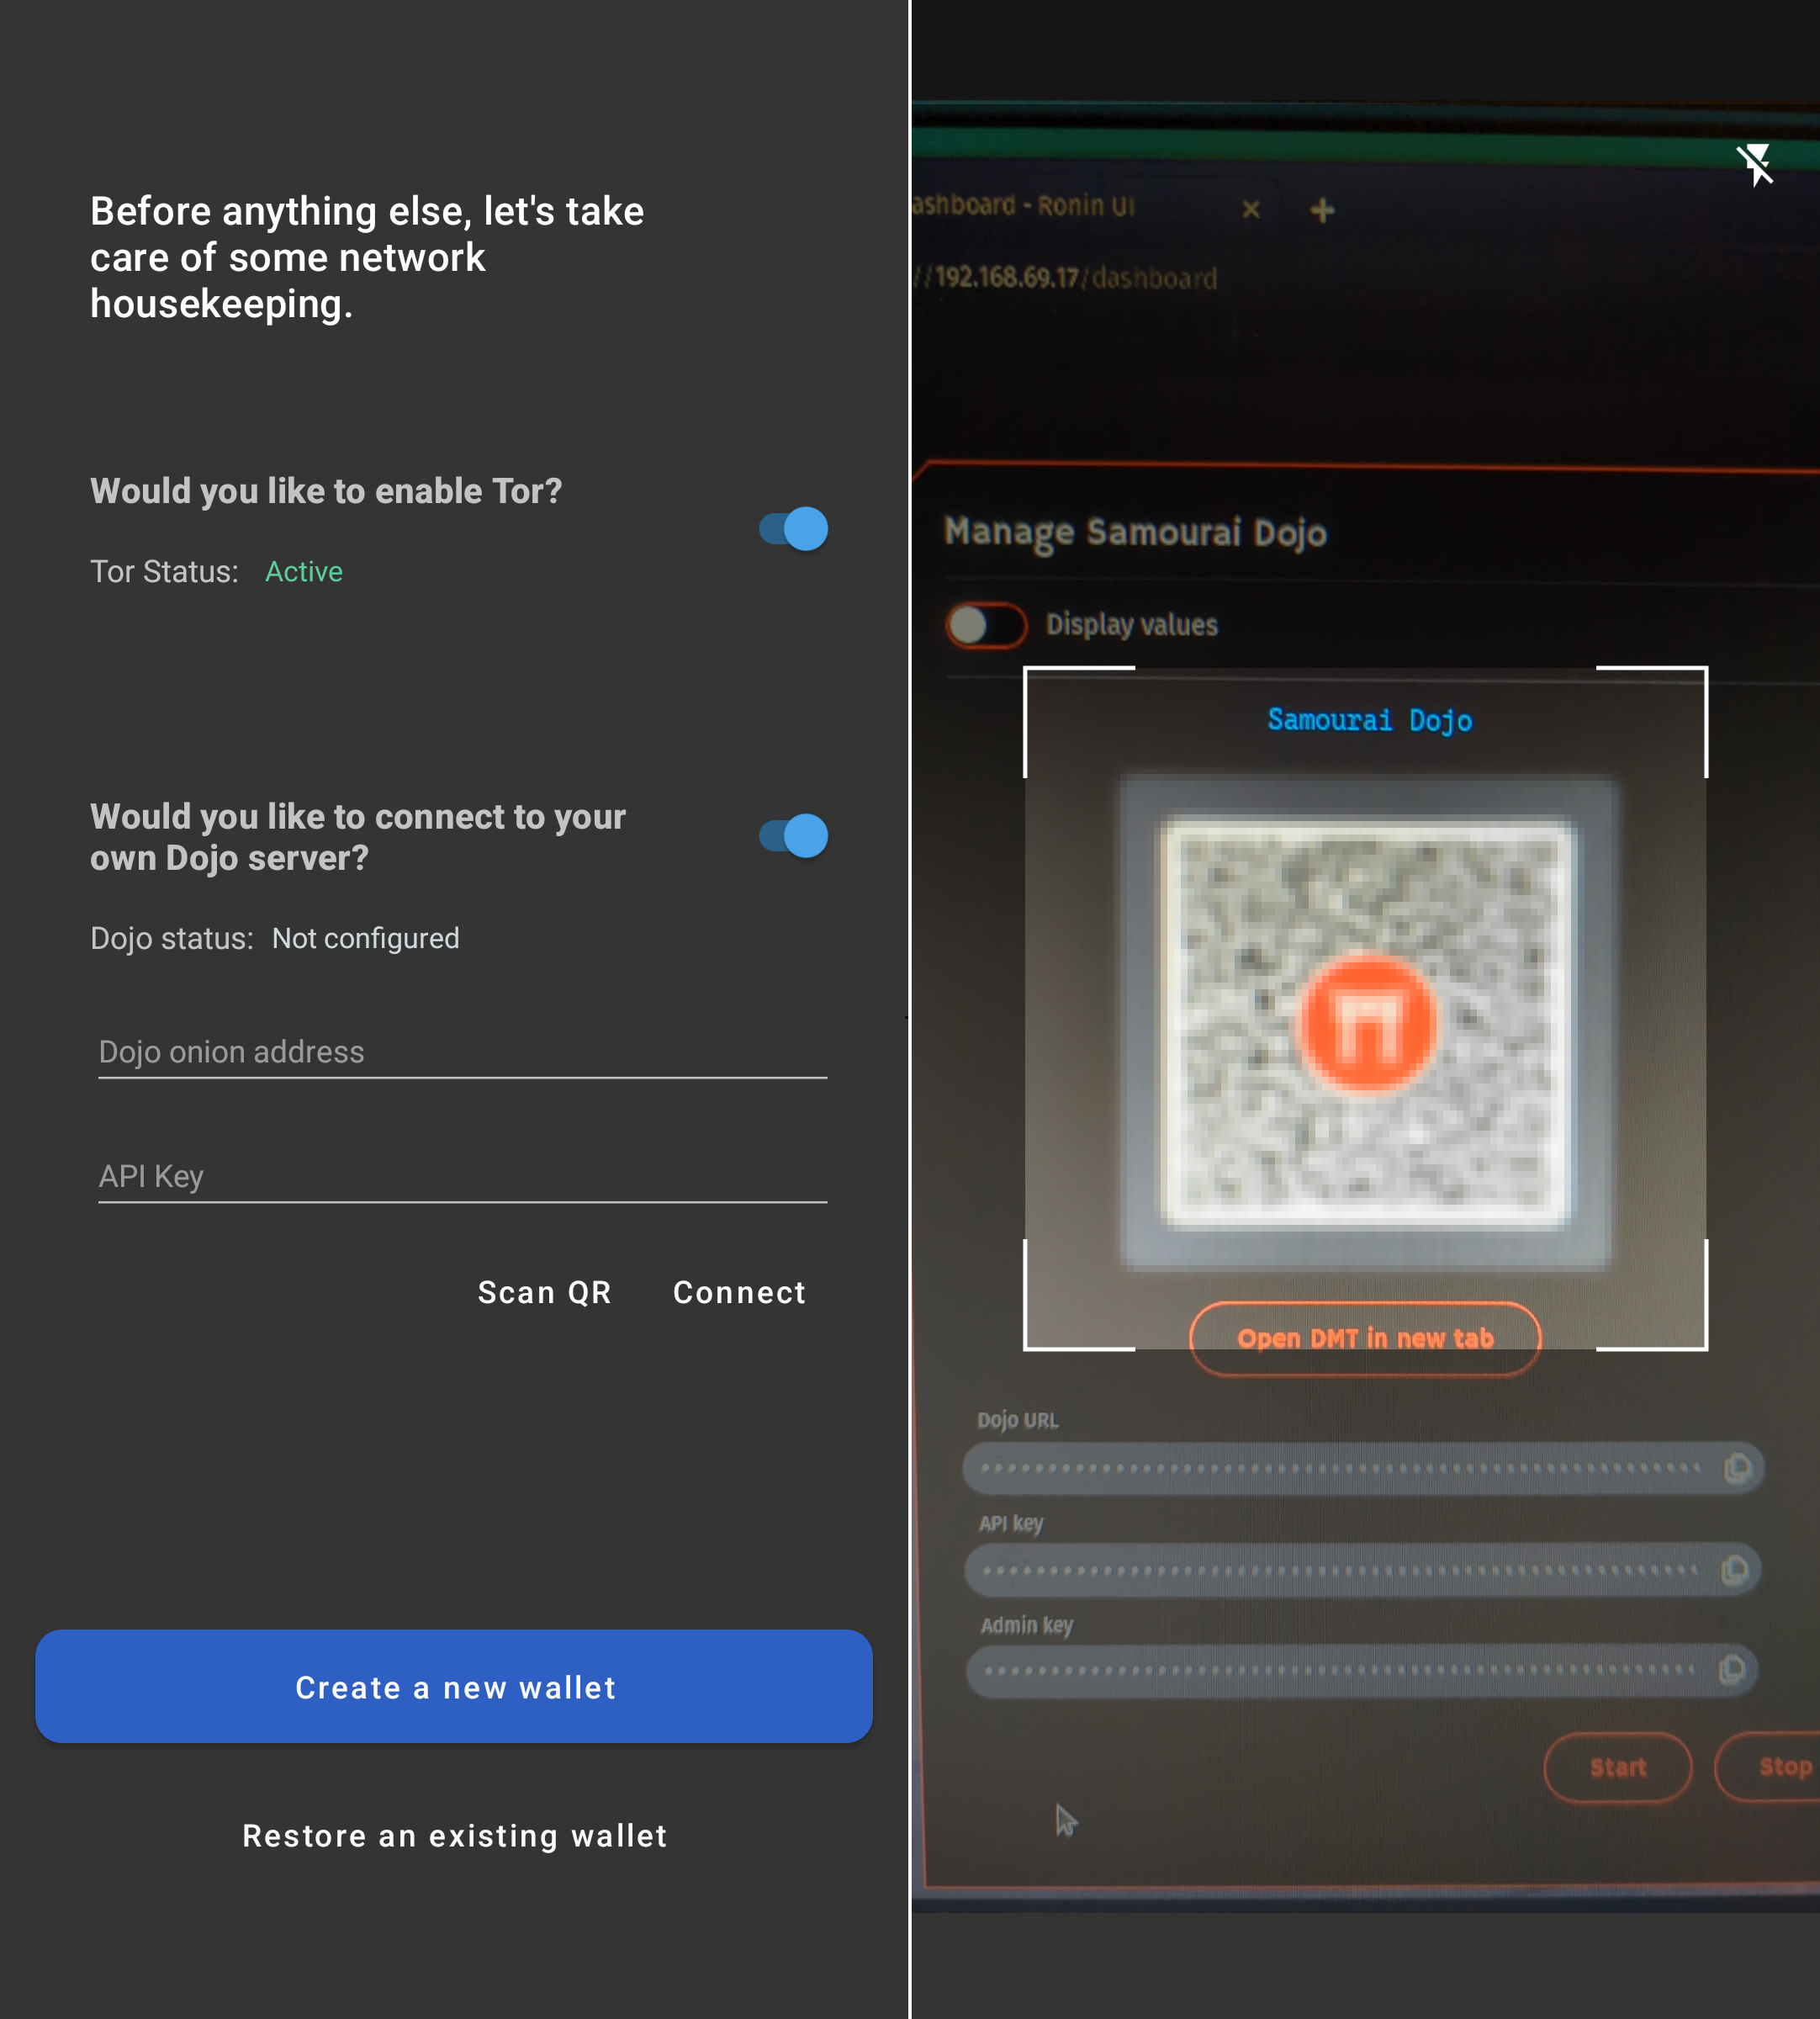 Before anything else, let's take
care of some network
housekeeping.
Would you like to enable Tor?
Tor Status: Active
Would you like to connect to your
own Dojo server?
Dojo status: Not configured
Dojo onion address
API Key
Scan QR Connect
Create a new wallet
Restore an existing wallet
ashboard - Ronin UI × +
//192.168.69.17/dashboard
Manage Samourai Dojo
Display values
Samourai Dojo
Open DMT in new tab
Dojo URL
API key
Admin key
Start Stop